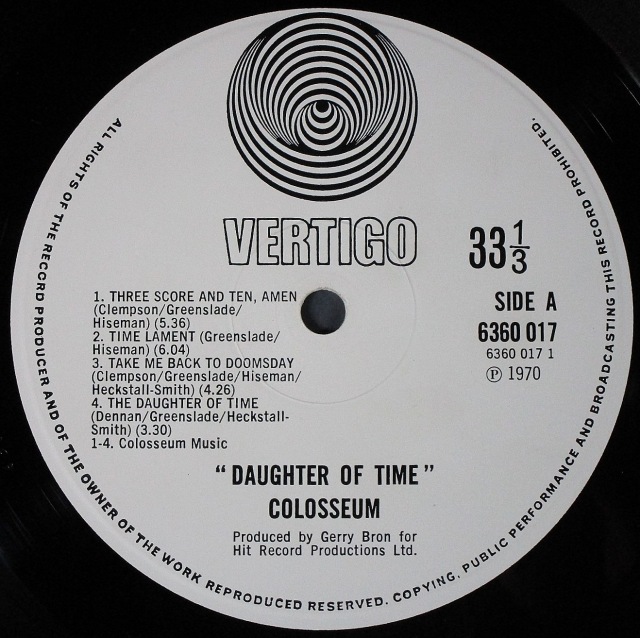 VERTIGO
33 1/3
1. THREE SCORE AND TEN, AMEN
(Clempson/Greenslade/
Hiseman) (5.36)
2. TIME LAMENT (Greenslade/
Hiseman) (6.04)
3. TAKE ME BACK TO DOOMSDAY
(Clempson/Greenslade/Hiseman/
Heckstall-Smith) (4.26)
4. THE DAUGHTER OF TIME
(Dennan/Greenslade/Heckstall-
Smith) (3.30)
1-4. Colosseum Music
SIDE A
6360 017
6360 017 1
Ⓟ 1970
“DAUGHTER OF TIME”
COLOSSEUM
Produced by Gerry Bron for
Hit Record Productions Ltd.
ALL RIGHTS OF THE RECORD PRODUCER AND OF THE OWNER OF THE WORK REPRODUCED RESERVED. COPYING, PUBLIC PERFORMANCE AND BROADCASTING THIS RECORD PROHIBITED.